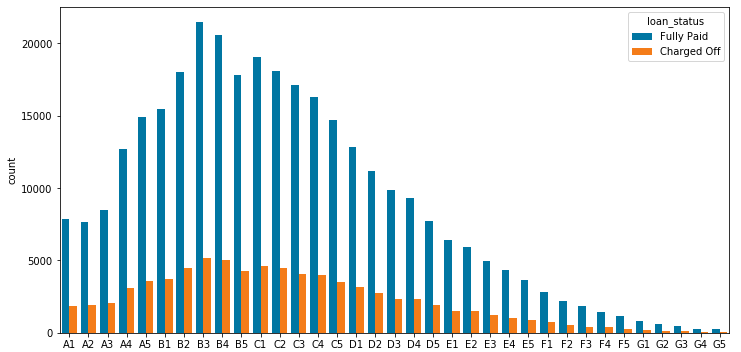 loan_status
Fully Paid
Charged Off
count
20000
15000
10000
5000
0
A1 A2 A3 A4 A5 B1 B2 B3 B4 B5 C1 C2 C3 C4 C5 D1 D2 D3 D4 D5 E1 E2 E3 E4 E5 F1 F2 F3 F4 F5 G1 G2 G3 G4 G5